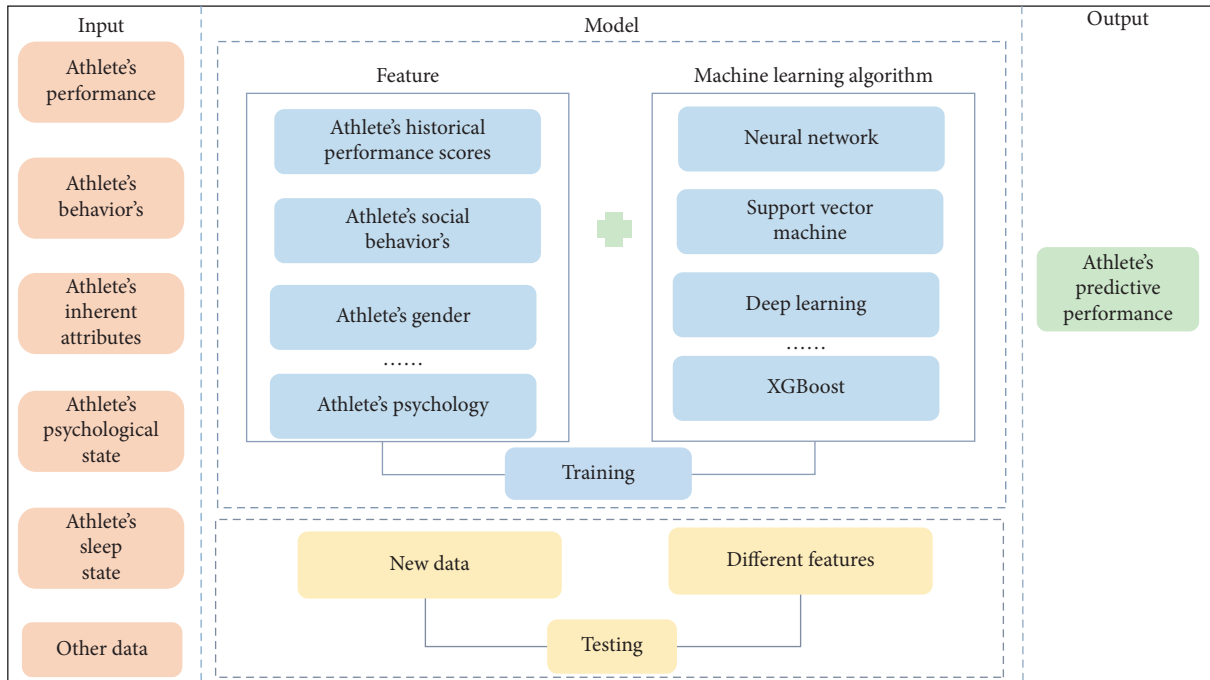 Input
Athlete’s
performance
Athlete’s
behavior’s
Athlete’s
inherent
attributes
Athlete’s
psychological
state
Athlete’s
sleep
state
Other data
Model
Feature
Athlete’s historical
performance scores
Athlete’s social
behavior’s
Athlete’s gender
......
Athlete’s psychology
Machine learning algorithm
Neural network
Support vector
machine
Deep learning
......
XGBoost
Training
New data
Different features
Testing
Output
Athlete’s
predictive
performance